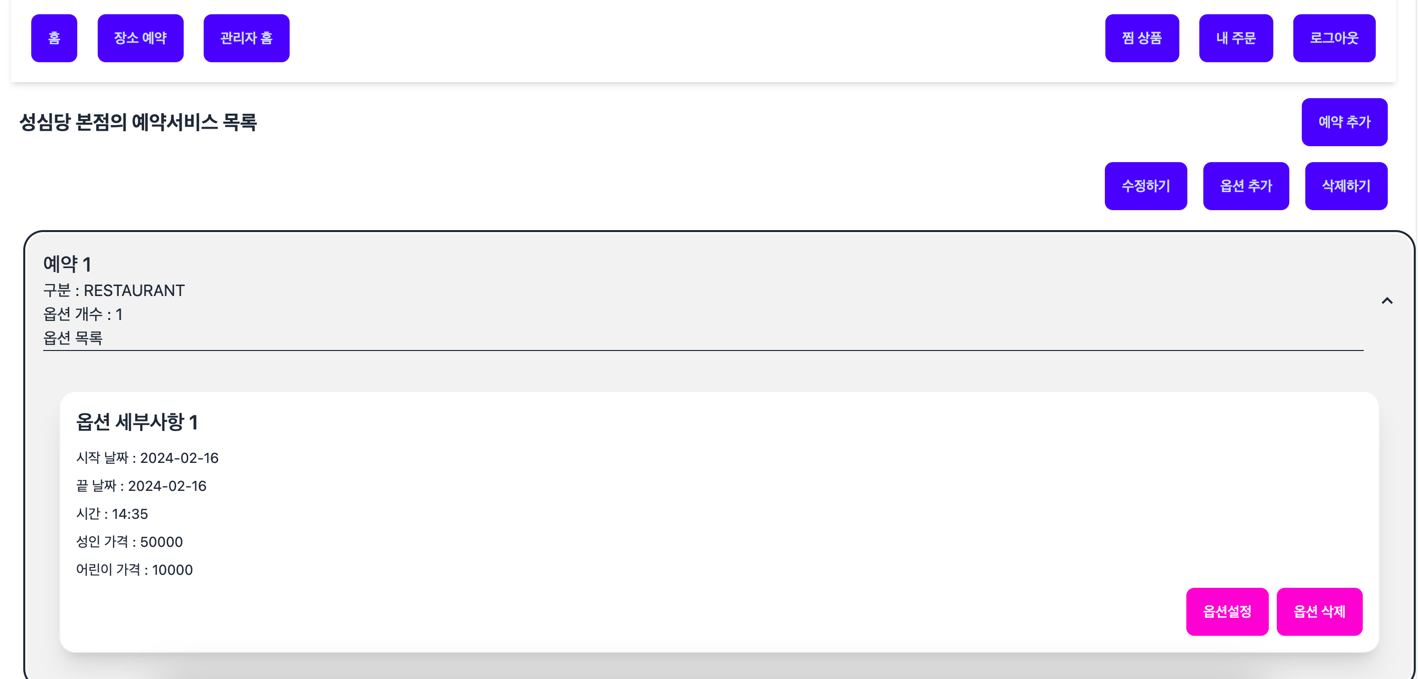 홈 장소 예약 관리자 홈 찜 상품 내 주문 로그아웃
성심당 본점의 예약서비스 목록 예약 추가
수정하기 옵션 추가 삭제하기
예약 1
구분 : RESTAURANT
옵션 개수 : 1
옵션 목록
옵션 세부사항 1
시작 날짜 : 2024-02-16
끝 날짜 : 2024-02-16
시간 : 14:35
성인 가격 : 50000
어린이 가격 : 10000
옵션설정 옵션 삭제